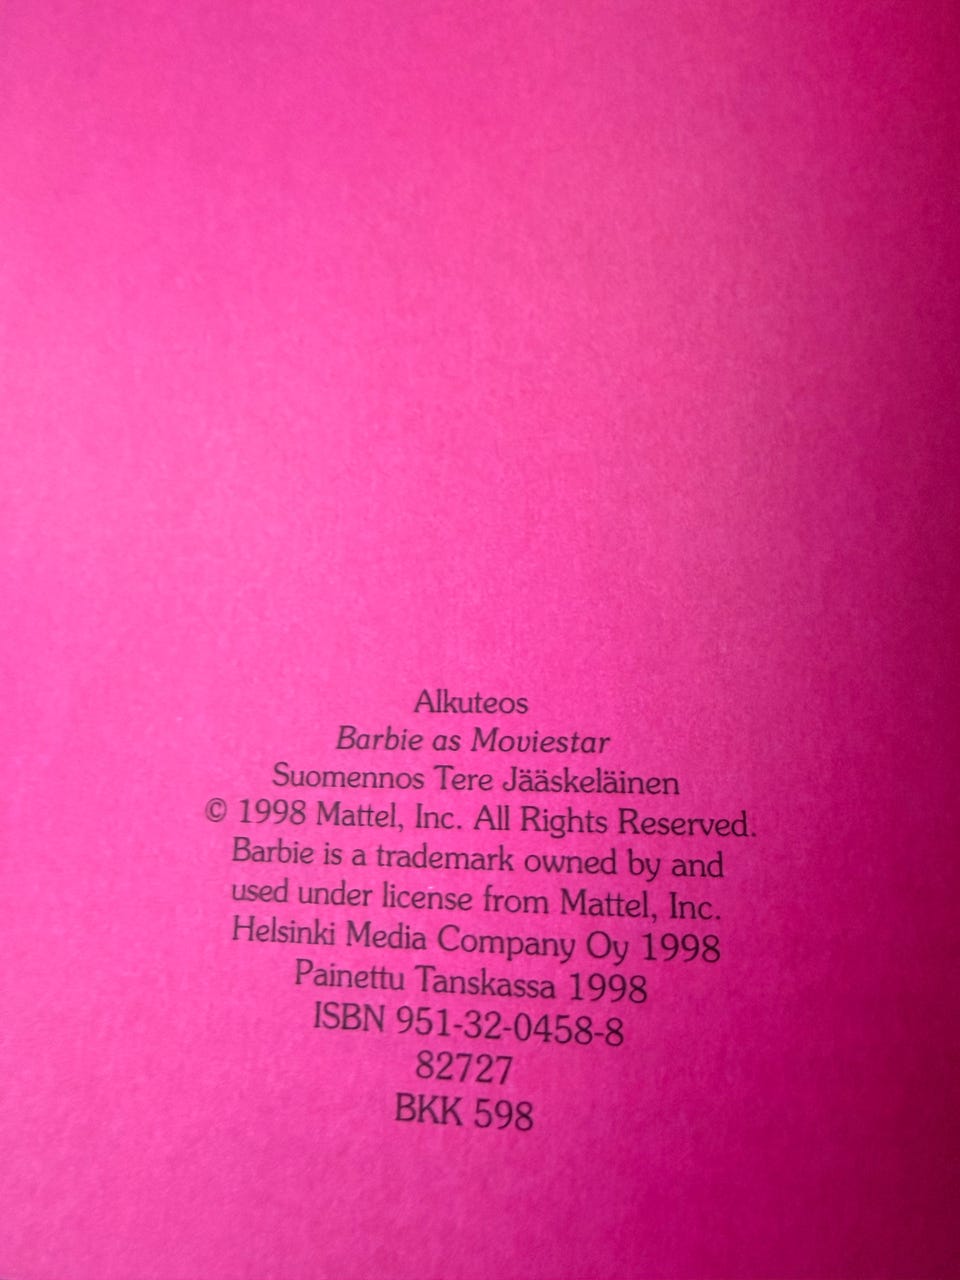 Alkuteos
Barbie as Moviestar
Suomennos Tere Jääskeläinen
© 1998 Mattel, Inc. All Rights Reserved.
Barbie is a trademark owned by and
used under license from Mattel, Inc.
Helsinki Media Company Oy 1998
Painettu Tanskassa 1998
ISBN 951-32-0458-8
82727
BKK 598